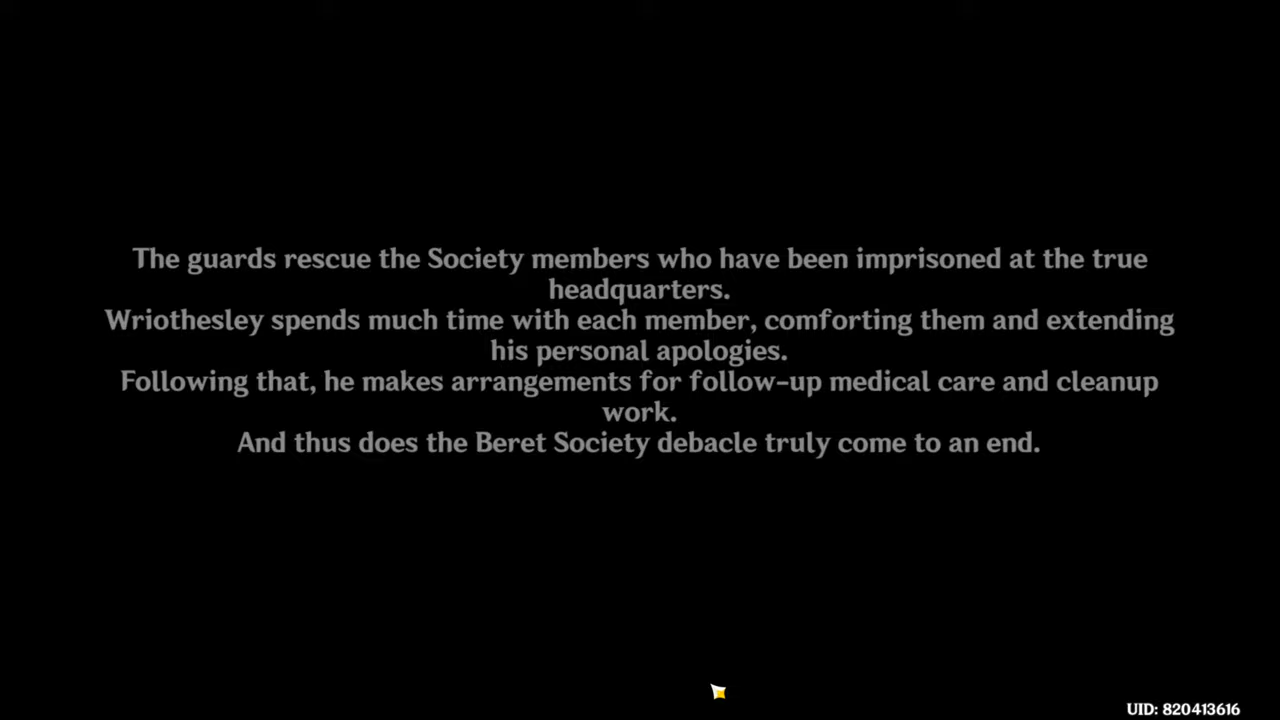 The guards rescue the Society members who have been imprisoned at the true
headquarters.
Wriothesley spends much time with each member, comforting them and extending
his personal apologies.
Following that, he makes arrangements for follow-up medical care and cleanup
work.
And thus does the Beret Society debacle truly come to an end.
UID: 820413616